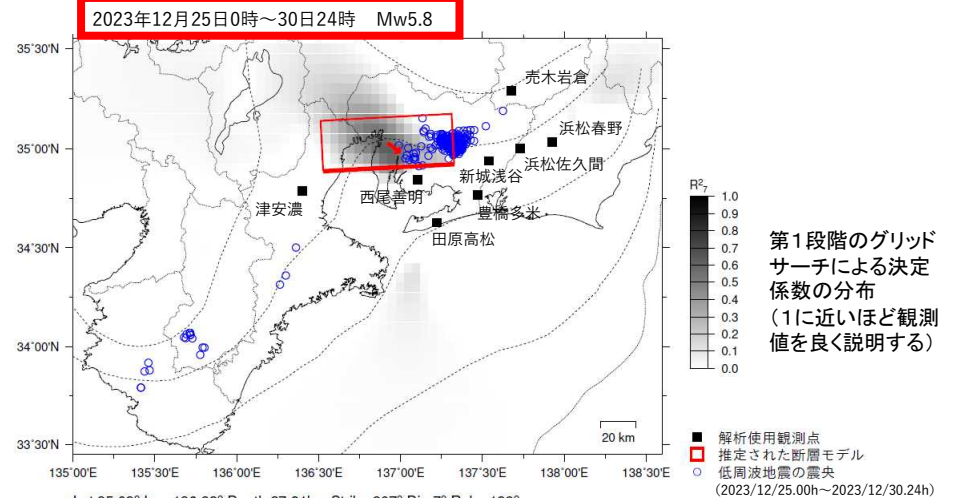 2023年12月25日0時～30日24時 Mw5.8
35°30'N
35°00'N
34°30'N
34°00'N
33°30'N
135°00'E
135°30'E
136°00'E
136°30'E
137°00'E
137°30'E
138°00'E
138°30'E
売木岩倉
浜松春野
浜松佐久間
新城浅谷
西尾善明
豊橋多米
津安濃
田原高松
20 km
R²₇
1.0
0.9
0.8
0.7
0.6
0.5
0.4
0.3
0.2
0.1
0.0
第１段階のグリッド
サーチによる決定
係数の分布
（１に近いほど観測
値を良く説明する）
解析使用観測点
推定された断層モデル
低周波地震の震央
(2023/12/25.00h～2023/12/30.24h)